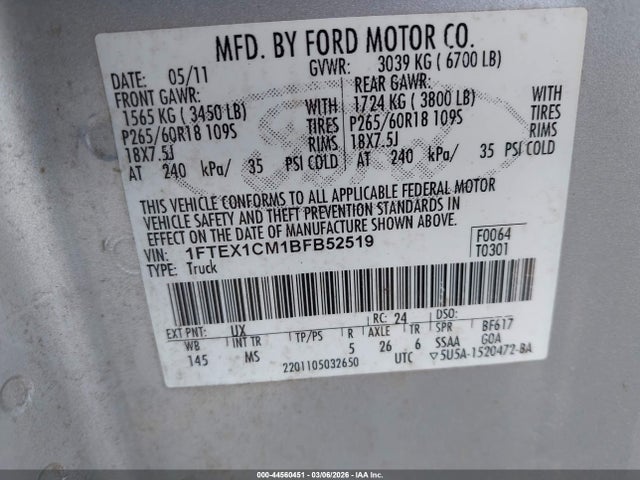 MFD. BY FORD MOTOR CO.
DATE: 05/11 GVWR: 3039 KG ( 6700 LB)
FRONT GAWR: REAR GAWR:
1565 KG ( 3450 LB) WITH 1724 KG ( 3800 LB) WITH
P265/60R18 109S TIRES P265/60R18 109S TIRES
18X7.5J RIMS 18X7.5J RIMS
AT 240 kPa/ 35 PSI COLD AT 240 kPa/ 35 PSI COLD
THIS VEHICLE CONFORMS TO ALL APPLICABLE FEDERAL MOTOR
VEHICLE SAFETY AND THEFT PREVENTION STANDARDS IN
EFFECT ON THE DATE OF MANUFACTURE SHOWN ABOVE.
VIN: 1FTEX1CM1BFB52519 F0064
TYPE: Truck T0301
EXT PNT: UX RC: 24 DSO:
WB INT TR TP/PS R AXLE TR SPR BF617
145 MS 5 26 6 SSAA GOA
2201105032650 UTC ▽5U5A-1520472-BA
Ford
000-44560451 - 03/06/2026 - IAA Inc.